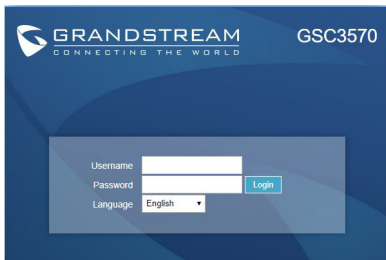 GRANDSTREAM
CONNECTING THE WORLD
GSC3570
Username
Password
Login
Language
English